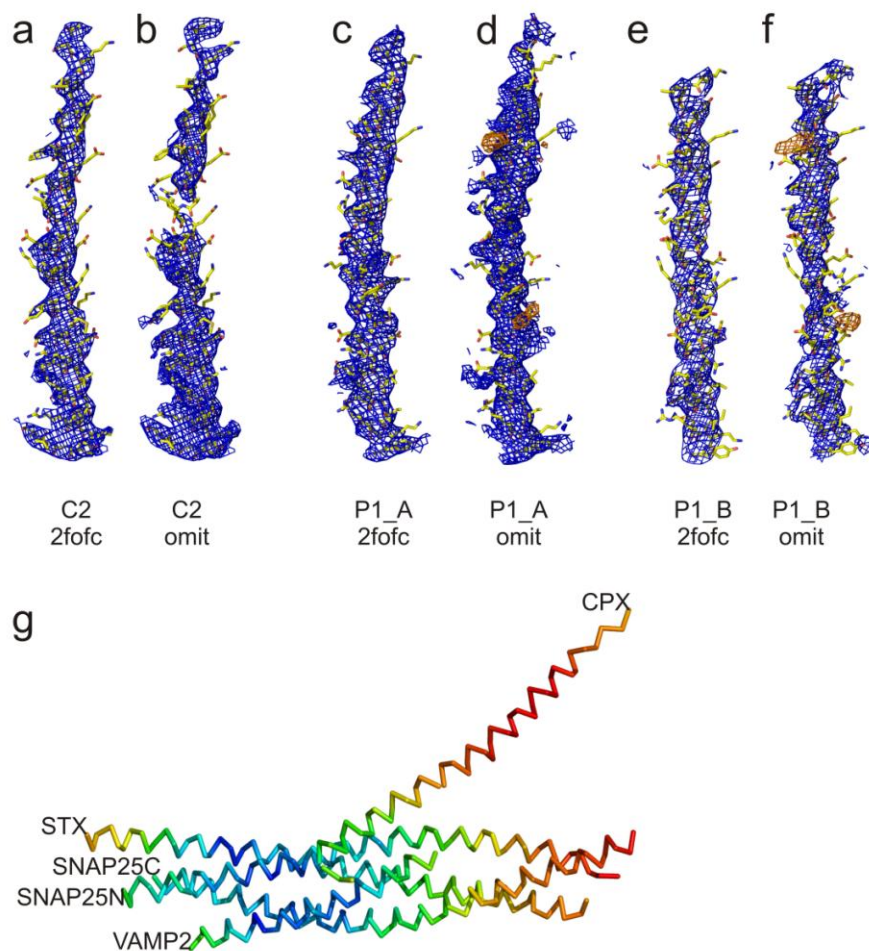 a b c d e f
C2 C2 P1_A P1_A P1_B P1_B
2fofc omit 2fofc omit 2fofc omit
g
CPX
STX
SNAP25C
SNAP25N
VAMP2